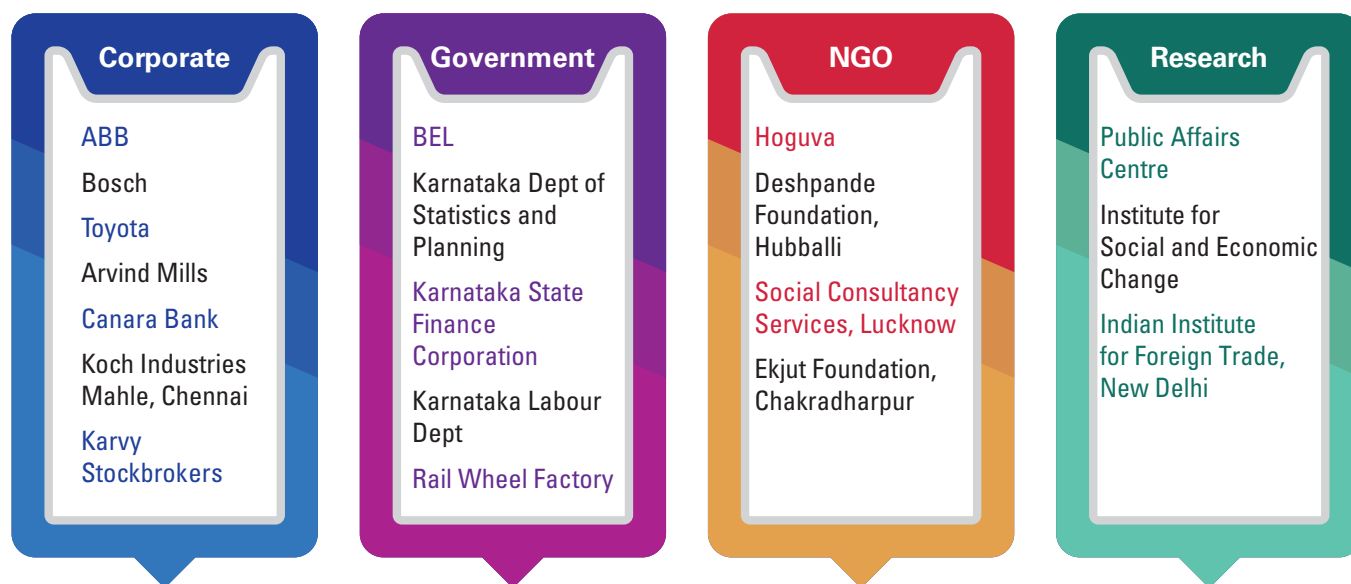 Corporate
ABB
Bosch
Toyota
Arvind Mills
Canara Bank
Koch Industries
Mahle, Chennai
Karvy
Stockbrokers
Government
BEL
Karnataka Dept of
Statistics and
Planning
Karnataka State
Finance
Corporation
Karnataka Labour
Dept
Rail Wheel Factory
NGO
Hoguva
Deshpande
Foundation,
Hubballi
Social Consultancy
Services, Lucknow
Ekjut Foundation,
Chakradharpur
Research
Public Affairs
Centre
Institute for
Social and Economic
Change
Indian Institute
for Foreign Trade,
New Delhi